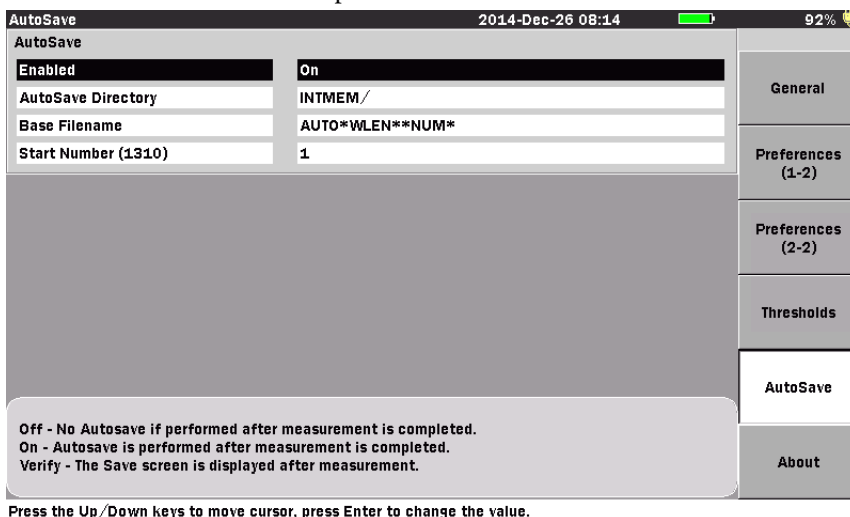 AutoSave 2014-Dec-26 08:14 92%
AutoSave
Enabled On
AutoSave Directory INTMEM/
Base Filename AUTO*WLEN**NUM*
Start Number (1310) 1
General
Preferences
(1-2)
Preferences
(2-2)
Thresholds
AutoSave
About
Off - No Autosave if performed after measurement is completed.
On - Autosave is performed after measurement is completed.
Verify - The Save screen is displayed after measurement.
Press the Up/Down keys to move cursor, press Enter to change the value.